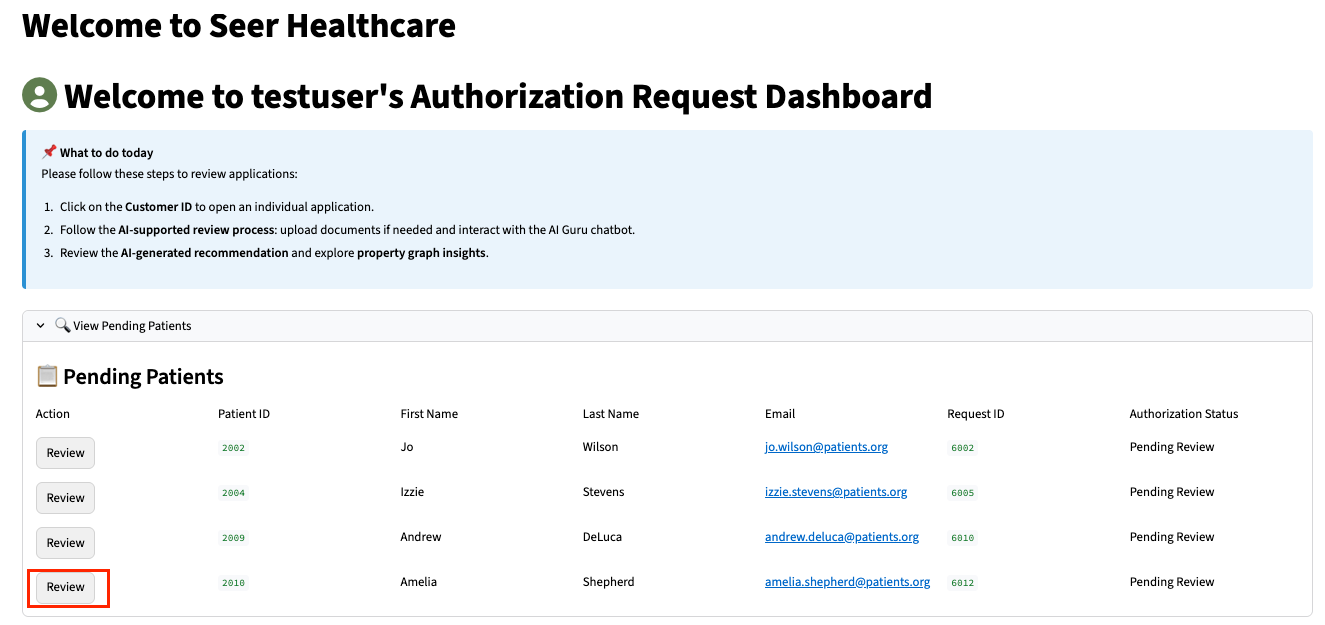 Welcome to Seer Healthcare
Welcome to testuser's Authorization Request Dashboard
What to do today
Please follow these steps to review applications:
1. Click on the Customer ID to open an individual application.
2. Follow the AI-supported review process: upload documents if needed and interact with the AI Guru chatbot.
3. Review the AI-generated recommendation and explore property graph insights.
View Pending Patients
Pending Patients
Action Patient ID First Name Last Name Email Request ID Authorization Status
Review 2002 Jo Wilson jo.wilson@patients.org 6002 Pending Review
Review 2004 Izzie Stevens izzie.stevens@patients.org 6005 Pending Review
Review 2009 Andrew DeLuca andrew.deluca@patients.org 6010 Pending Review
Review 2010 Amelia Shepherd amelia.shepherd@patients.org 6012 Pending Review